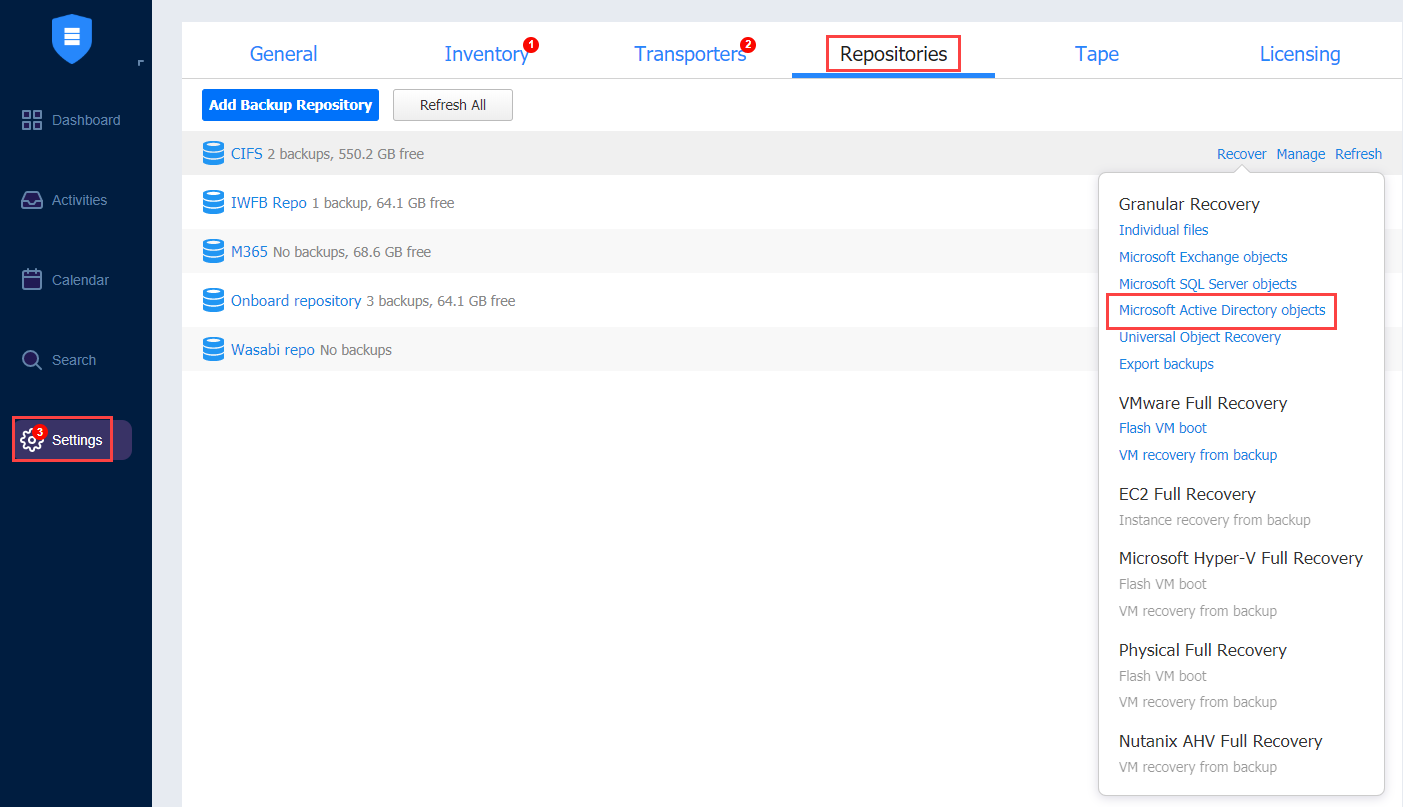 General
Inventory 1
Transporters 2
Repositories
Tape
Licensing
Add Backup Repository
Refresh All
Dashboard
Activities
Calendar
Search
3 Settings
CIFS 2 backups, 550.2 GB free
Recover Manage Refresh
IWFB Repo 1 backup, 64.1 GB free
M365 No backups, 68.6 GB free
Onboard repository 3 backups, 64.1 GB free
Wasabi repo No backups
Granular Recovery
Individual files
Microsoft Exchange objects
Microsoft SQL Server objects
Microsoft Active Directory objects
Universal Object Recovery
Export backups
VMware Full Recovery
Flash VM boot
VM recovery from backup
EC2 Full Recovery
Instance recovery from backup
Microsoft Hyper-V Full Recovery
Flash VM boot
VM recovery from backup
Physical Full Recovery
Flash VM boot
VM recovery from backup
Nutanix AHV Full Recovery
VM recovery from backup